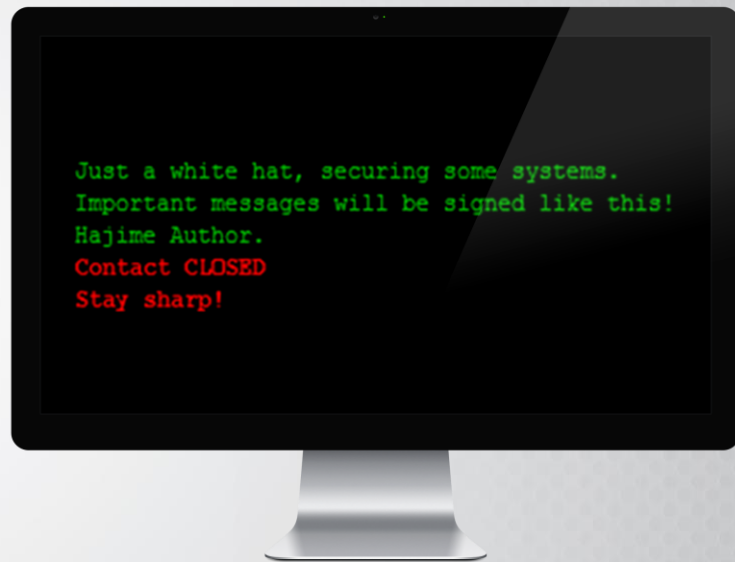 Just a white hat, securing some systems.
Important messages will be signed like this!
Hajime Author.
Contact CLOSED
Stay sharp!